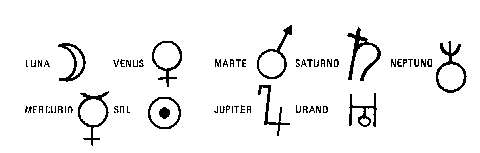 LUNA VENUS MARTE SATURNO NEPTUNO
MERCURIO SOL JUPITER URANO